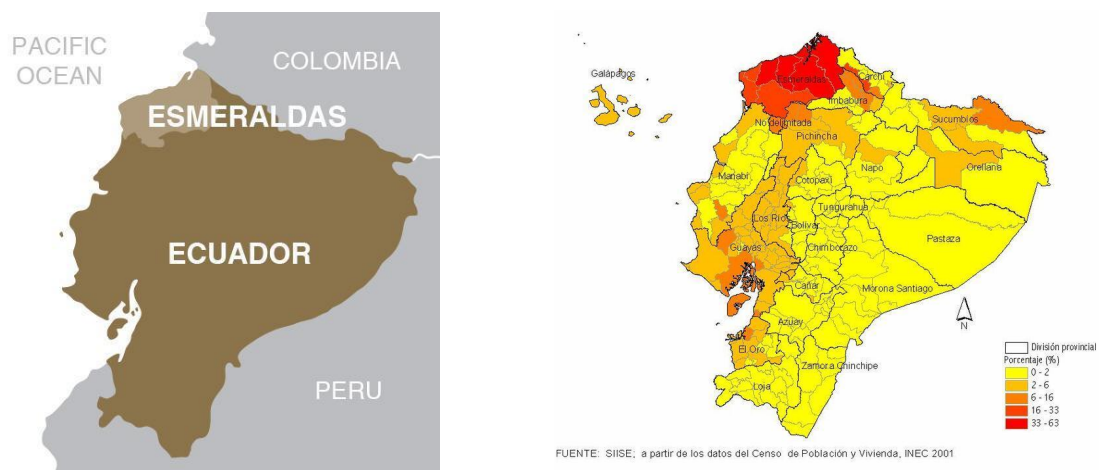 PACIFIC
OCEAN
COLOMBIA
ESMERALDAS
ECUADOR
PERU
Galápagos
Esmeraldas
Carchi
Imbabura
No delimitada
Sucumbíos
Pichincha
Orellana
Napo
Manabí
Cotopaxi
Tungurahua
Los Ríos
Bolívar
Pastaza
Guayas
Chimborazo
Cañar
Morona Santiago
Azuay
N
El Oro
Zamora Chinchipe
Loja
División provincial
Porcentaje (%)
0 - 2
2 - 6
6 - 16
16 - 33
33 - 63
FUENTE: SIISE; a partir de los datos del Censo de Población y Vivienda, INEC 2001